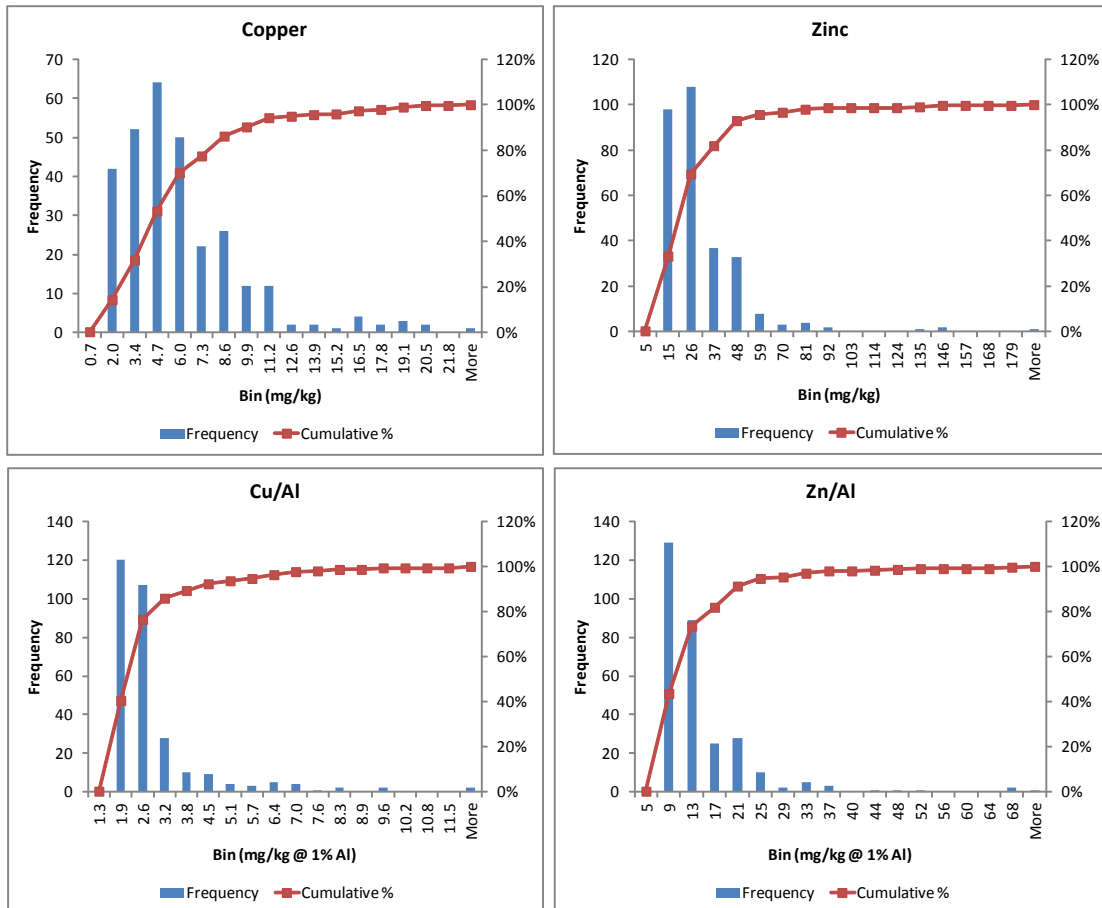 Copper
70
60
50
40
30
20
10
0
Frequency
120%
100%
80%
60%
40%
20%
0%
0.7 2.0 3.4 4.7 6.0 7.3 8.6 9.9 11.2 12.6 13.9 15.2 16.5 17.8 19.1 20.5 21.8 More
Bin (mg/kg)
Frequency Cumulative %
Zinc
120
100
80
60
40
20
0
Frequency
120%
100%
80%
60%
40%
20%
0%
5 15 26 37 48 59 70 81 92 103 114 124 135 146 157 168 179 More
Bin (mg/kg)
Frequency Cumulative %
Cu/Al
140
120
100
80
60
40
20
0
Frequency
120%
100%
80%
60%
40%
20%
0%
1.3 1.9 2.6 3.2 3.8 4.5 5.1 5.7 6.4 7.0 7.6 8.3 8.9 9.6 10.2 10.8 11.5 More
Bin (mg/kg @ 1% Al)
Frequency Cumulative %
Zn/Al
140
120
100
80
60
40
20
0
Frequency
120%
100%
80%
60%
40%
20%
0%
5 9 13 17 21 25 29 33 37 40 44 48 52 56 60 64 68 More
Bin (mg/kg @ 1% Al)
Frequency Cumulative %